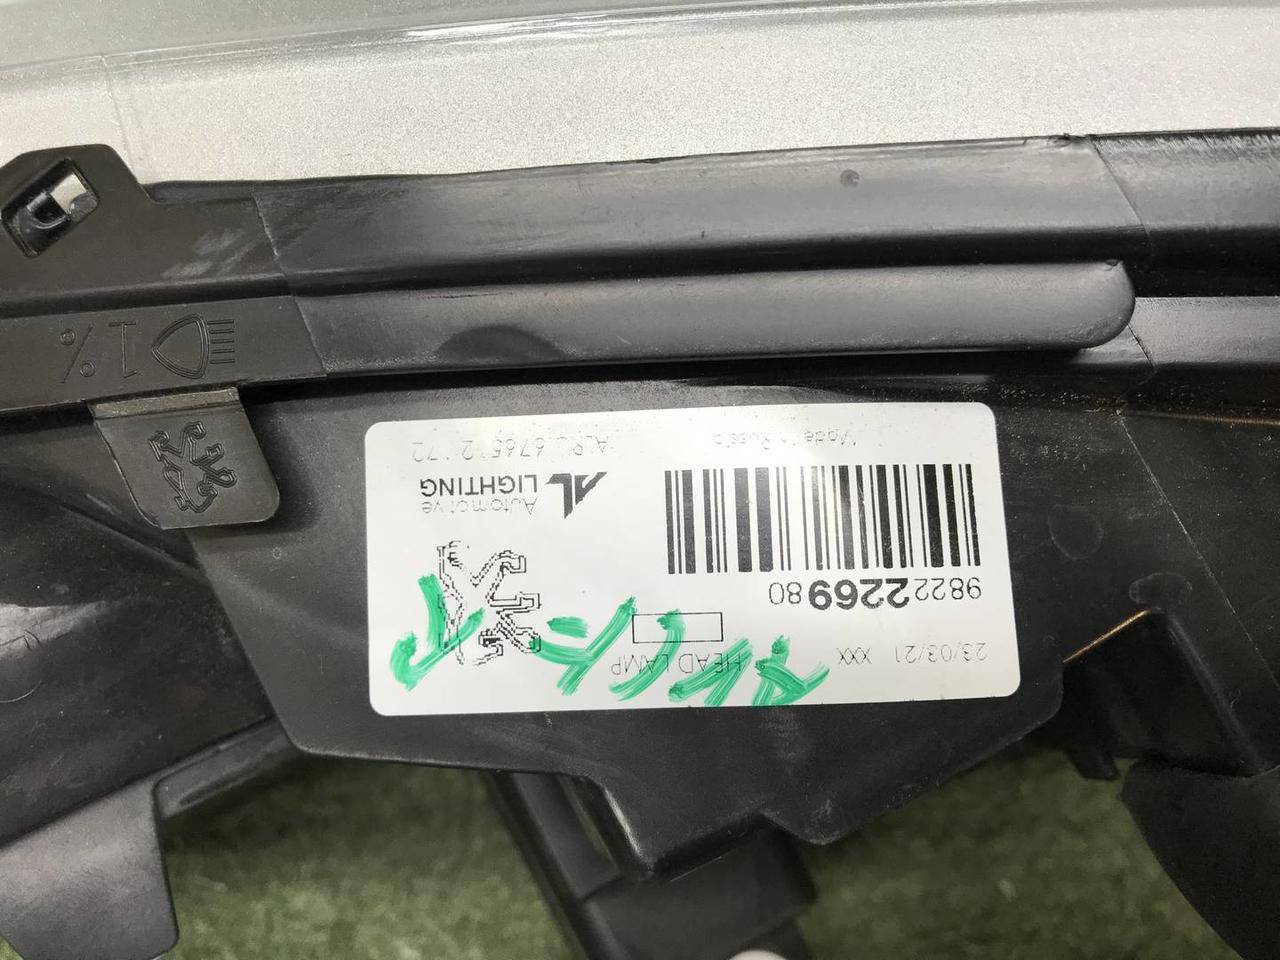 23/03/21 XXX HEAD LAMP
9822226980
Automotive
AL LIGHTING
Made in Russia
1%